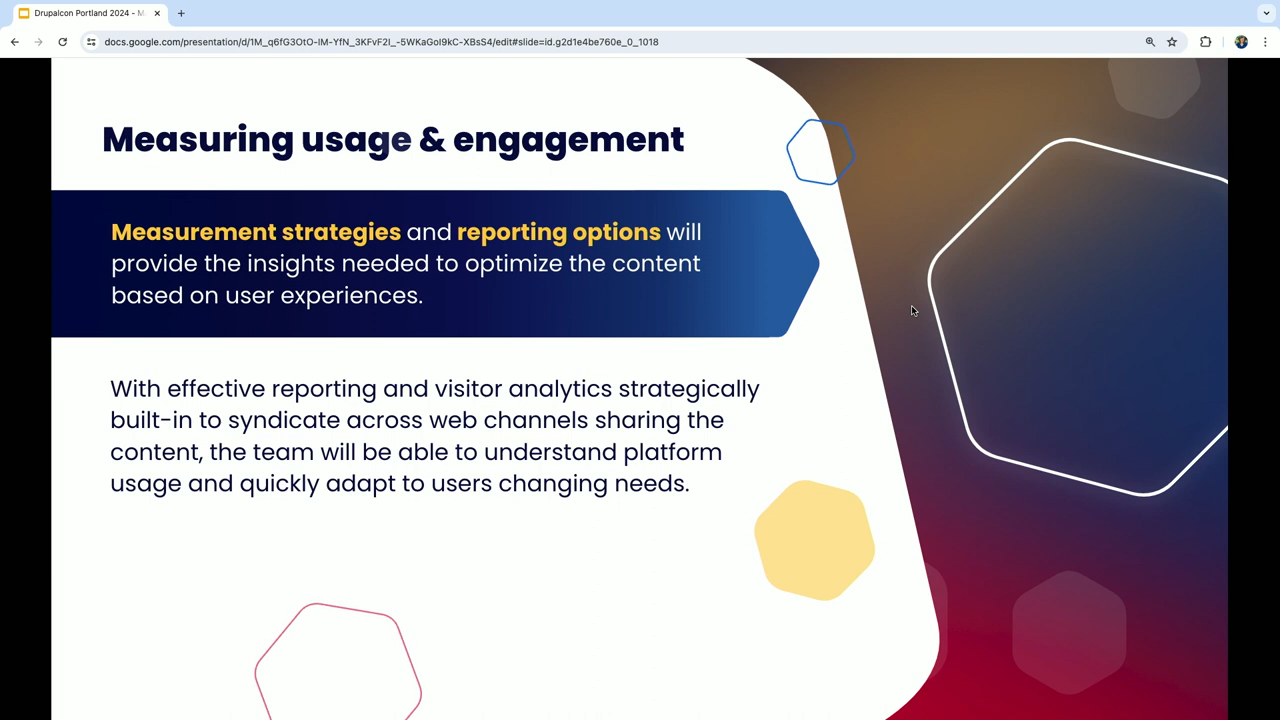 Drupalcon Portland 2024 - M
docs.google.com/presentation/d/1M_q6fG3OtO-IM-YfN_3KFvF2I_-5WKaGoI9kC-XBsS4/edit#slide=id.g2d1e4be760e_0_1018
Measuring usage & engagement
Measurement strategies and reporting options will
provide the insights needed to optimize the content
based on user experiences.
With effective reporting and visitor analytics strategically
built-in to syndicate across web channels sharing the
content, the team will be able to understand platform
usage and quickly adapt to users changing needs.